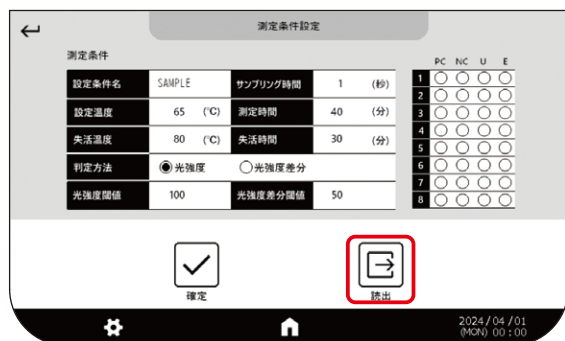 測定条件設定
測定条件
PC NC U E
設定条件名 SAMPLE サンプリング時間 1 (秒)
設定温度 65 (℃) 測定時間 40 (分)
失活温度 80 (℃) 失活時間 30 (分)
判定方法 光強度 光強度差分
光強度閾値 100 光強度差分閾値 50
1
2
3
4
5
6
7
8
確定 読出
2024/04/01
(MON) 00:00